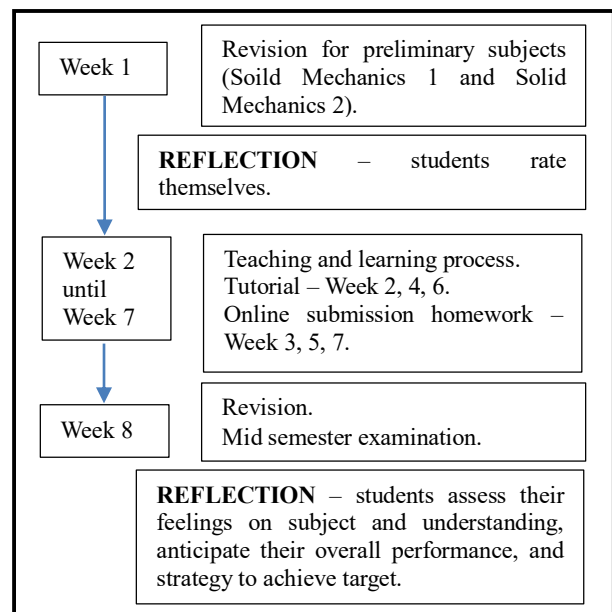 Week 1
Revision for preliminary subjects
(Soild Mechanics 1 and Solid
Mechanics 2).
REFLECTION – students rate
themselves.
Week 2
until
Week 7
Teaching and learning process.
Tutorial – Week 2, 4, 6.
Online submission homework –
Week 3, 5, 7.
Week 8
Revision.
Mid semester examination.
REFLECTION – students assess their
feelings on subject and understanding,
anticipate their overall performance, and
strategy to achieve target.